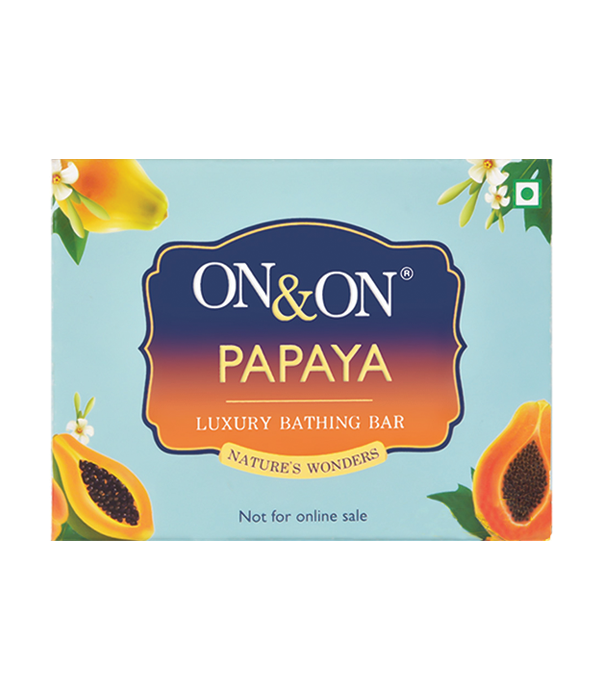 ON&ON®
PAPAYA
LUXURY BATHING BAR
NATURE'S WONDERS
Not for online sale